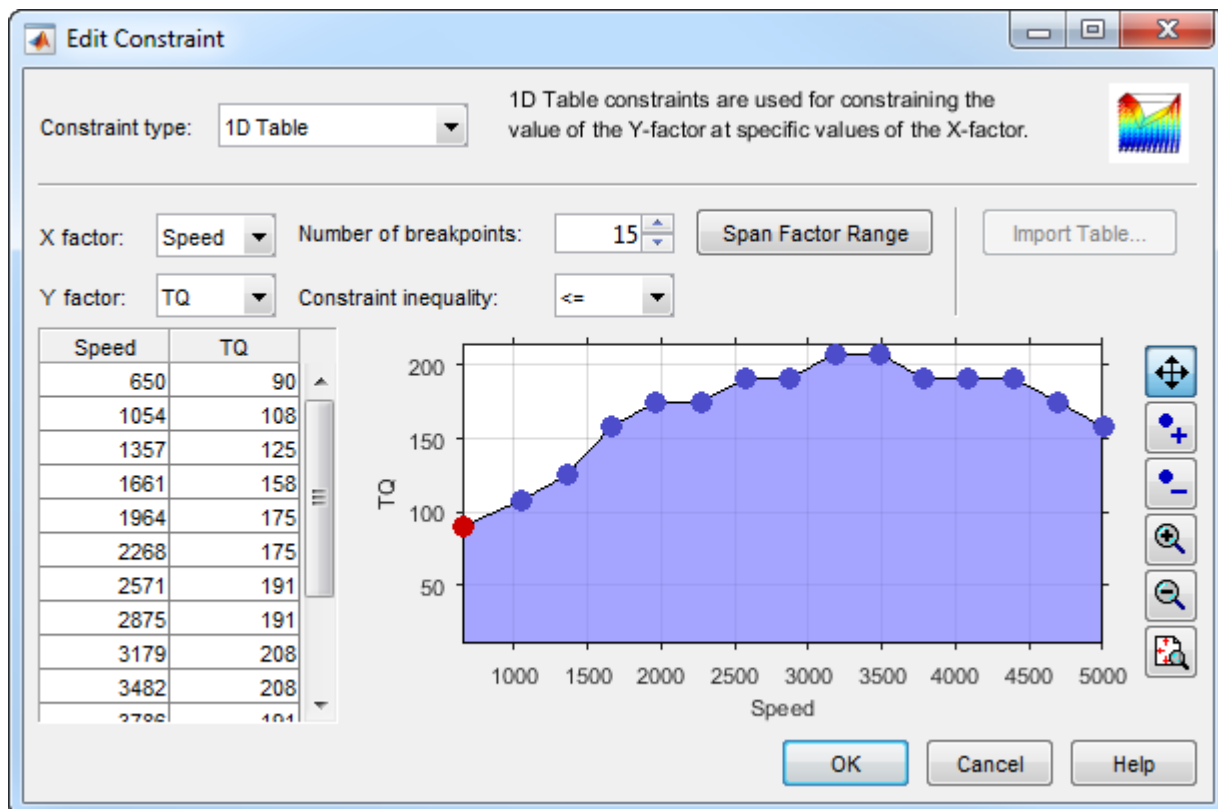 Edit Constraint
Constraint type: 1D Table
1D Table constraints are used for constraining the
value of the Y-factor at specific values of the X-factor.
X factor: Speed Number of breakpoints: 15 Span Factor Range Import Table...
Y factor: TQ Constraint inequality: <=
Speed TQ
650 90
1054 108
1357 125
1661 158
1964 175
2268 175
2571 191
2875 191
3179 208
3482 208
3786 191
200
150
100
50
TQ
1000 1500 2000 2500 3000 3500 4000 4500 5000
Speed
OK Cancel Help